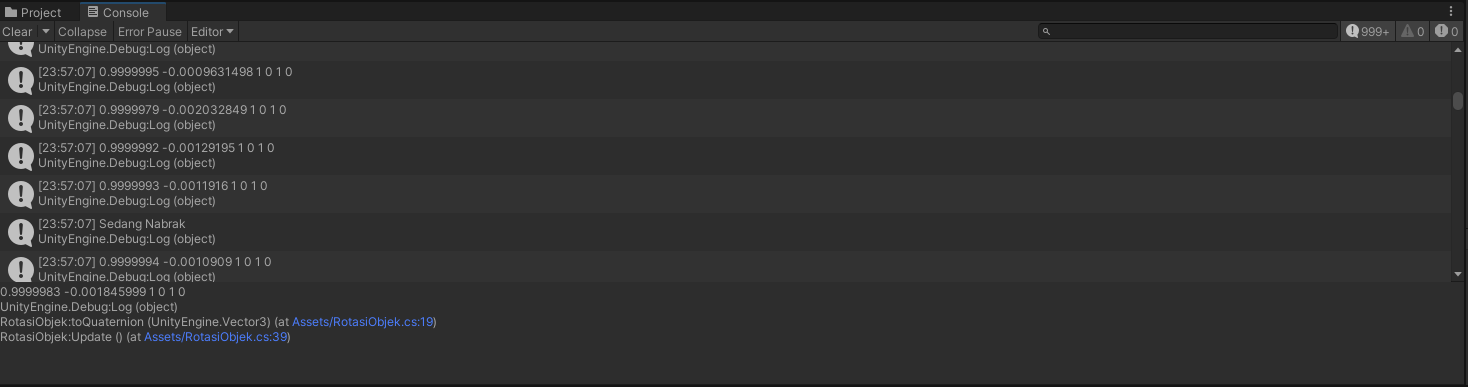 Project
Console
Clear Collapse Error Pause Editor 999+ 0 0
UnityEngine.Debug:Log (object)
[23:57:07] 0.9999995 -0.0009631498 1 0 1 0
UnityEngine.Debug:Log (object)
[23:57:07] 0.9999979 -0.002032849 1 0 1 0
UnityEngine.Debug:Log (object)
[23:57:07] 0.9999992 -0.00129195 1 0 1 0
UnityEngine.Debug:Log (object)
[23:57:07] 0.9999993 -0.0011916 1 0 1 0
UnityEngine.Debug:Log (object)
[23:57:07] Sedang Nabrak
UnityEngine.Debug:Log (object)
[23:57:07] 0.9999994 -0.0010909 1 0 1 0
UnityEngine.Debug:Log (object)
0.9999983 -0.001845999 1 0 1 0
UnityEngine.Debug:Log (object)
RotasiObjek:toQuaternion (UnityEngine.Vector3) (at Assets/RotasiObjek.cs:19)
RotasiObjek:Update () (at Assets/RotasiObjek.cs:39)